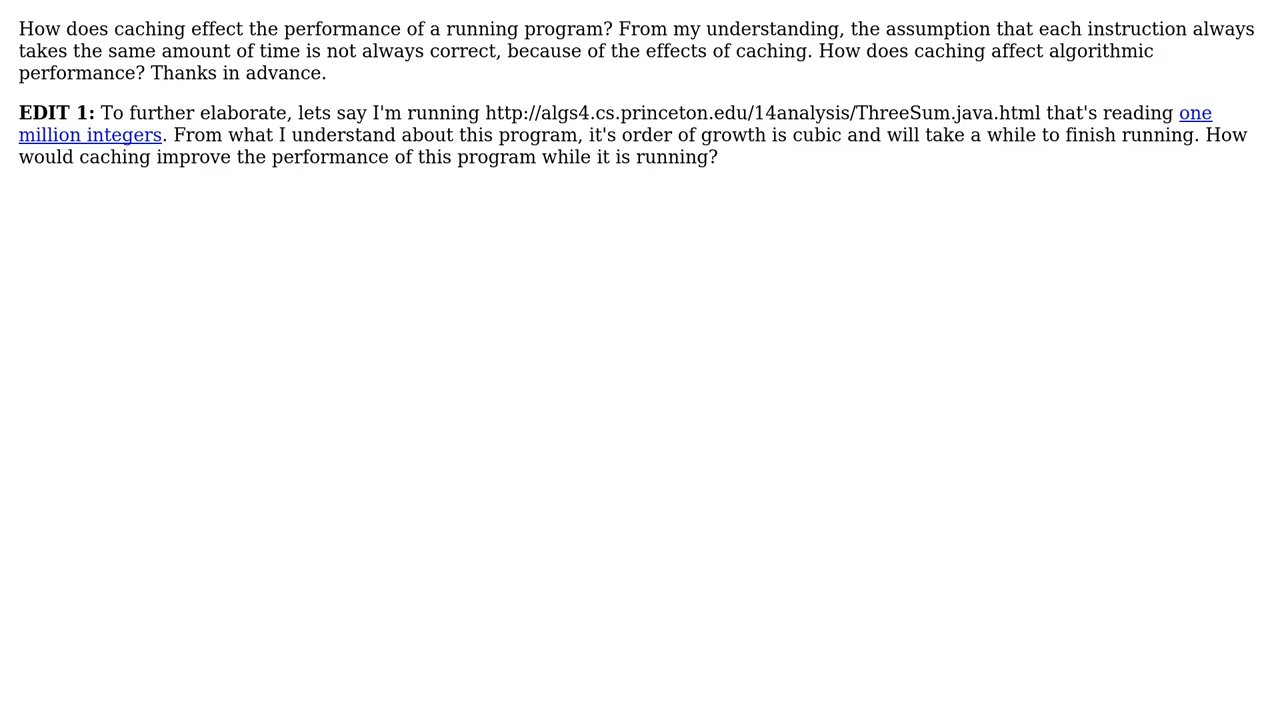 How does caching effect the performance of a running program? From my understanding, the assumption that each instruction always
takes the same amount of time is not always correct, because of the effects of caching. How does caching affect algorithmic
performance? Thanks in advance.
EDIT 1: To further elaborate, lets say I'm running http://algs4.cs.princeton.edu/14analysis/ThreeSum.java.html that's reading one
million integers. From what I understand about this program, it's order of growth is cubic and will take a while to finish running. How
would caching improve the performance of this program while it is running?